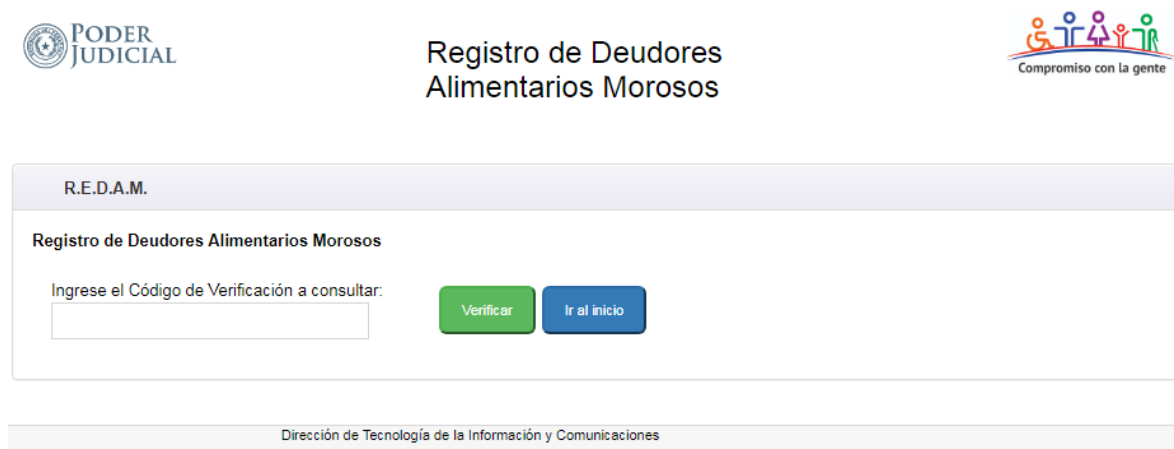 PODER
JUDICIAL
Registro de Deudores
Alimentarios Morosos
Compromiso con la gente
R.E.D.A.M.
Registro de Deudores Alimentarios Morosos
Ingrese el Código de Verificación a consultar:
Verificar
Ir al inicio
Dirección de Tecnología de la Información y Comunicaciones